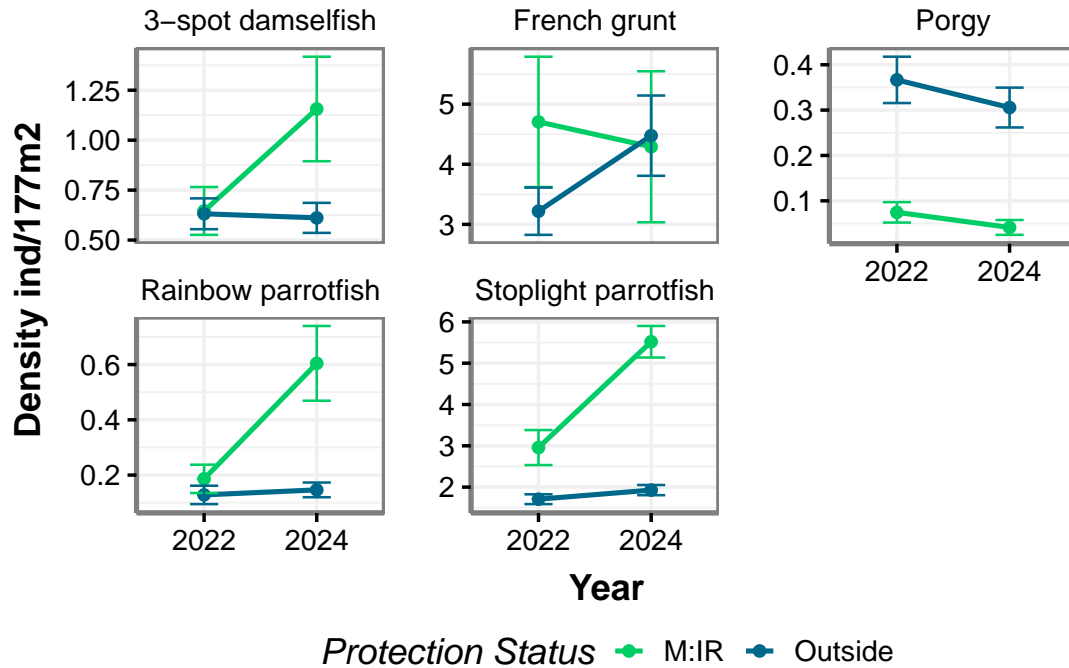 3−spot damselfish
French grunt
Porgy
1.25
1.00
0.75
0.50
5
4
3
0.4
0.3
0.2
0.1
2022 2024
Rainbow parrotfish
Stoplight parrotfish
0.6
0.4
0.2
6
5
4
3
2
2022 2024
2022 2024
Density ind/177m2
Year
Protection Status M:IR Outside